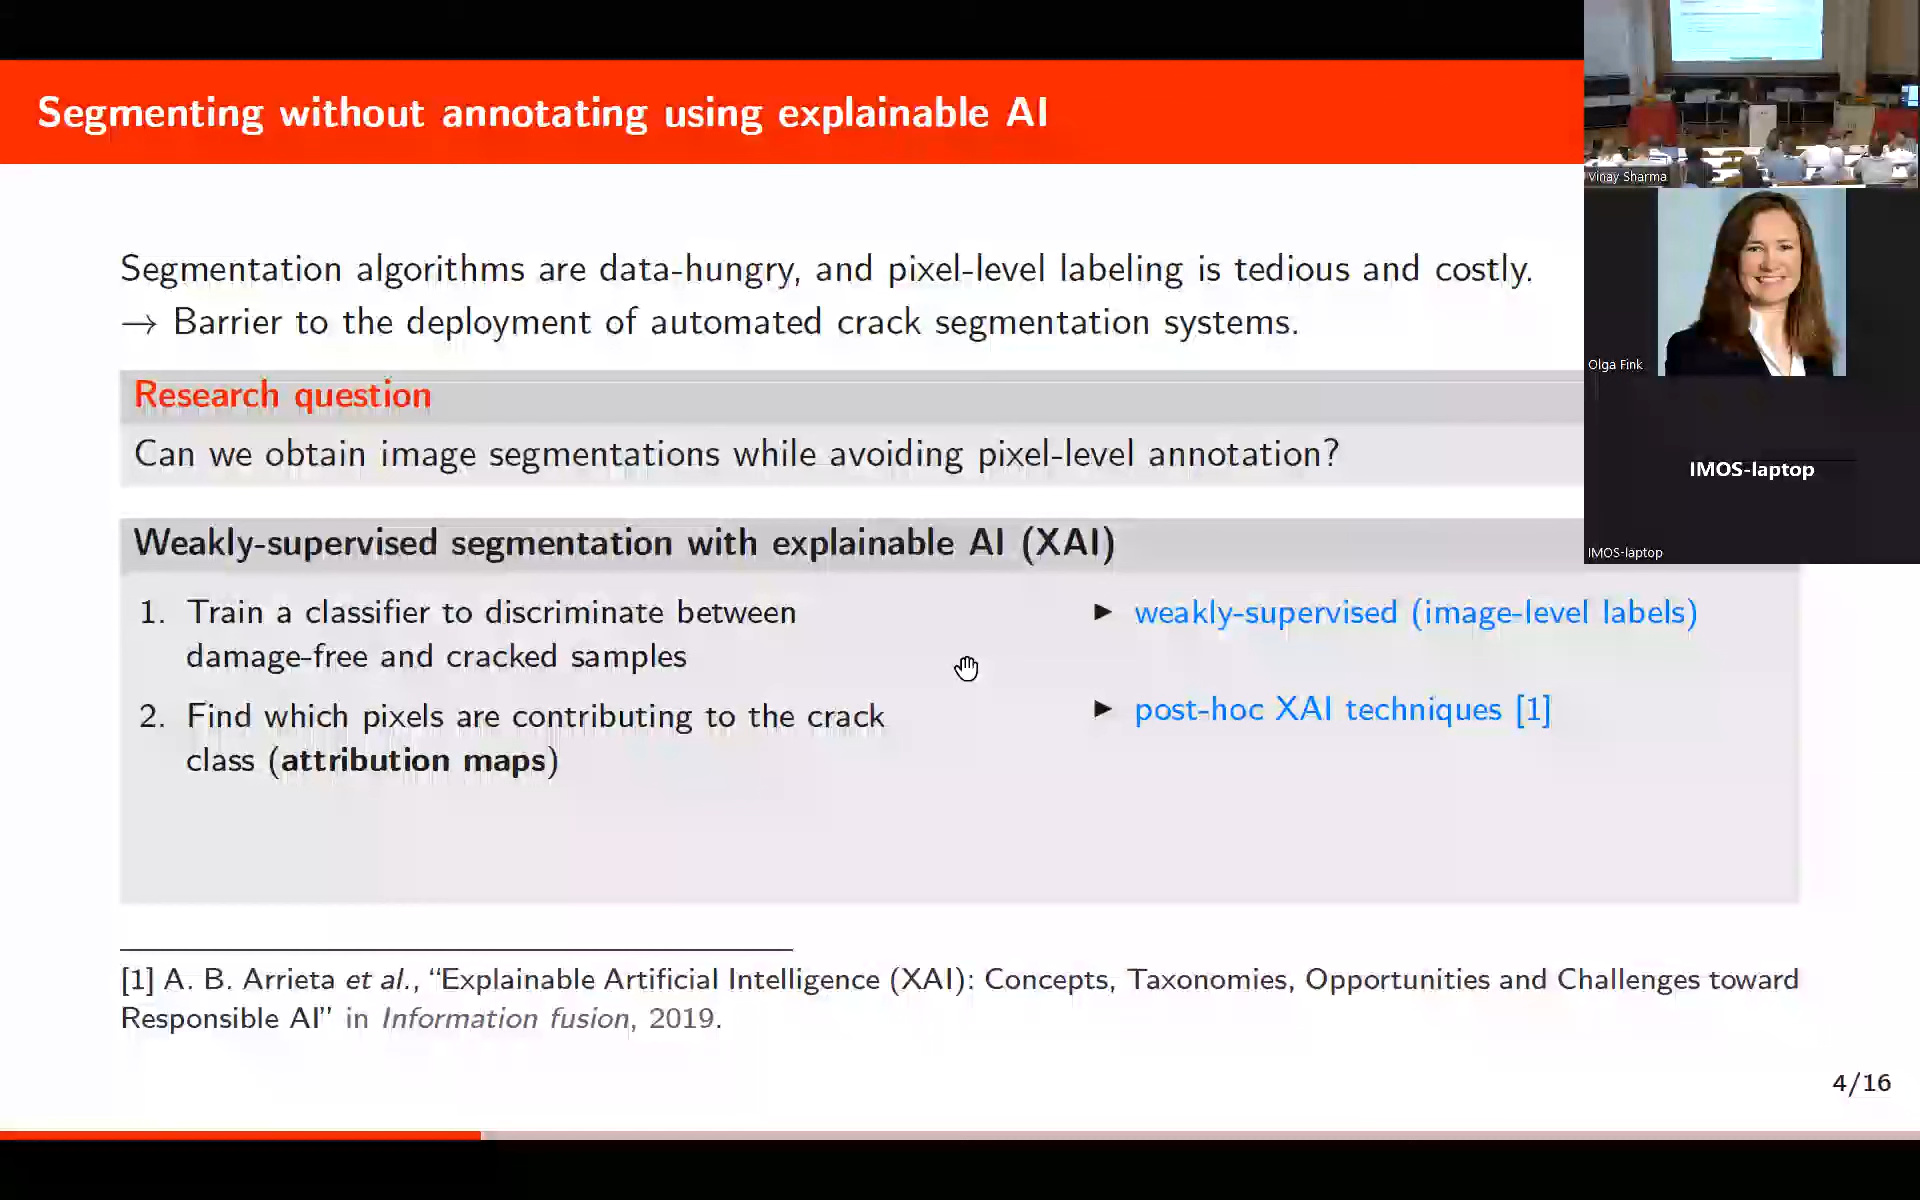 Segmenting without annotating using explainable AI
Vinay Sharma
Segmentation algorithms are data-hungry, and pixel-level labeling is tedious and costly.
→ Barrier to the deployment of automated crack segmentation systems.
Olga Fink
Research question
Can we obtain image segmentations while avoiding pixel-level annotation?
IMOS-laptop
IMOS-laptop
Weakly-supervised segmentation with explainable AI (XAI)
1. Train a classifier to discriminate between
damage-free and cracked samples
▶ weakly-supervised (image-level labels)
2. Find which pixels are contributing to the crack
class (attribution maps)
▶ post-hoc XAI techniques [1]
[1] A. B. Arrieta et al., “Explainable Artificial Intelligence (XAI): Concepts, Taxonomies, Opportunities and Challenges toward
Responsible AI” in Information fusion, 2019.
4/16